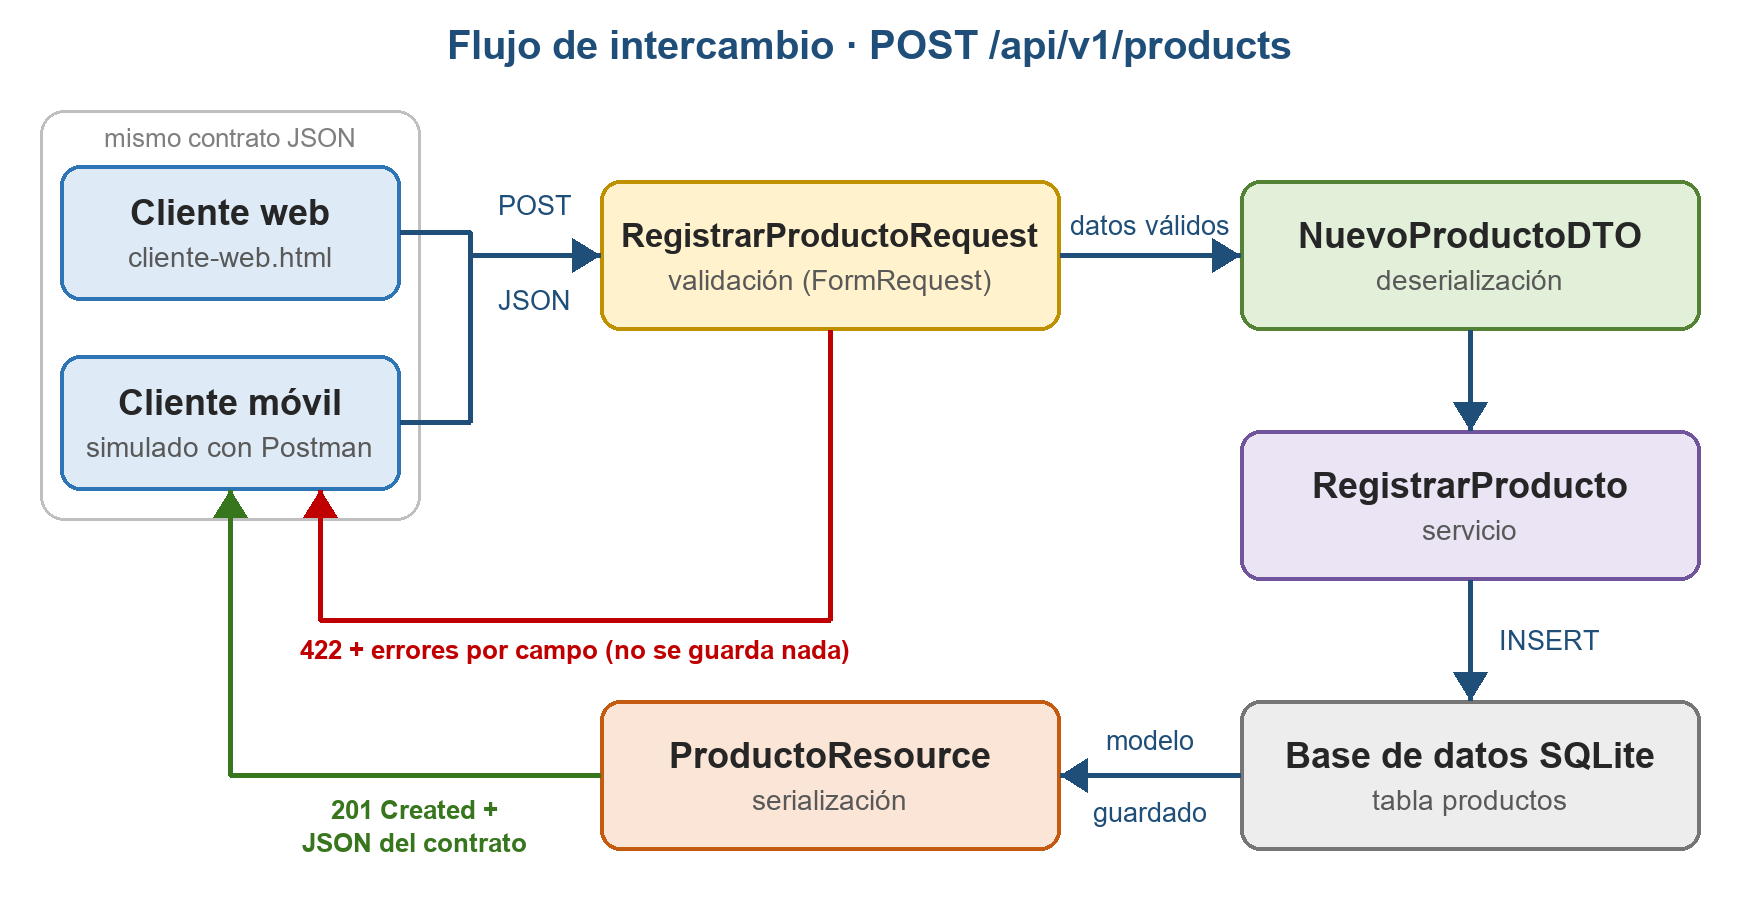 Flujo de intercambio · POST /api/v1/products
mismo contrato JSON
Cliente web
cliente-web.html
Cliente móvil
simulado con Postman
POST
JSON
RegistrarProductoRequest
validación (FormRequest)
datos válidos
NuevoProductoDTO
deserialización
RegistrarProducto
servicio
INSERT
Base de datos SQLite
tabla productos
modelo
guardado
ProductoResource
serialización
422 + errores por campo (no se guarda nada)
201 Created +
JSON del contrato